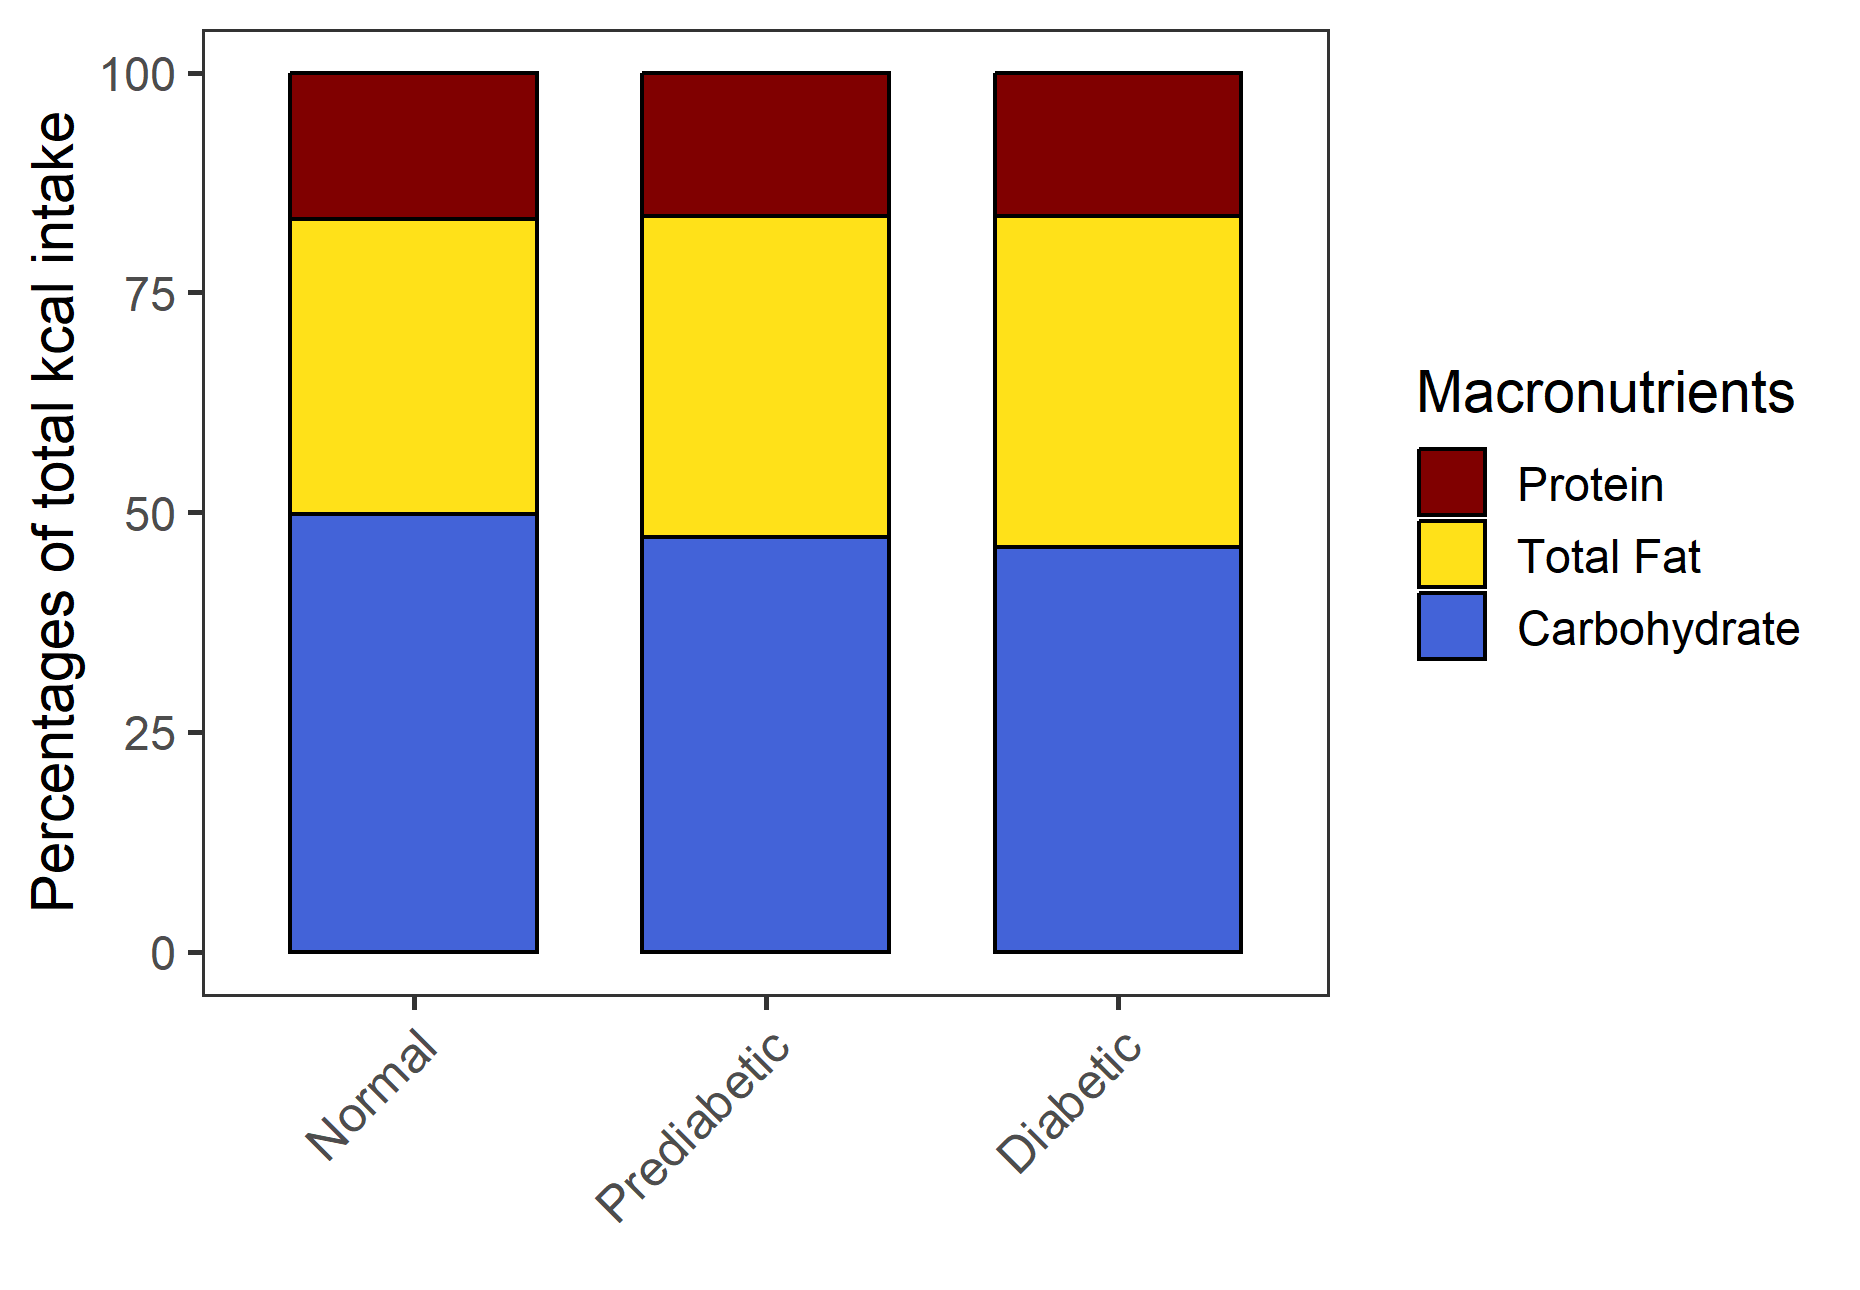 Percentages of total kcal intake
100
75
50
25
0
Normal
Prediabetic
Diabetic
Macronutrients
Protein
Total Fat
Carbohydrate